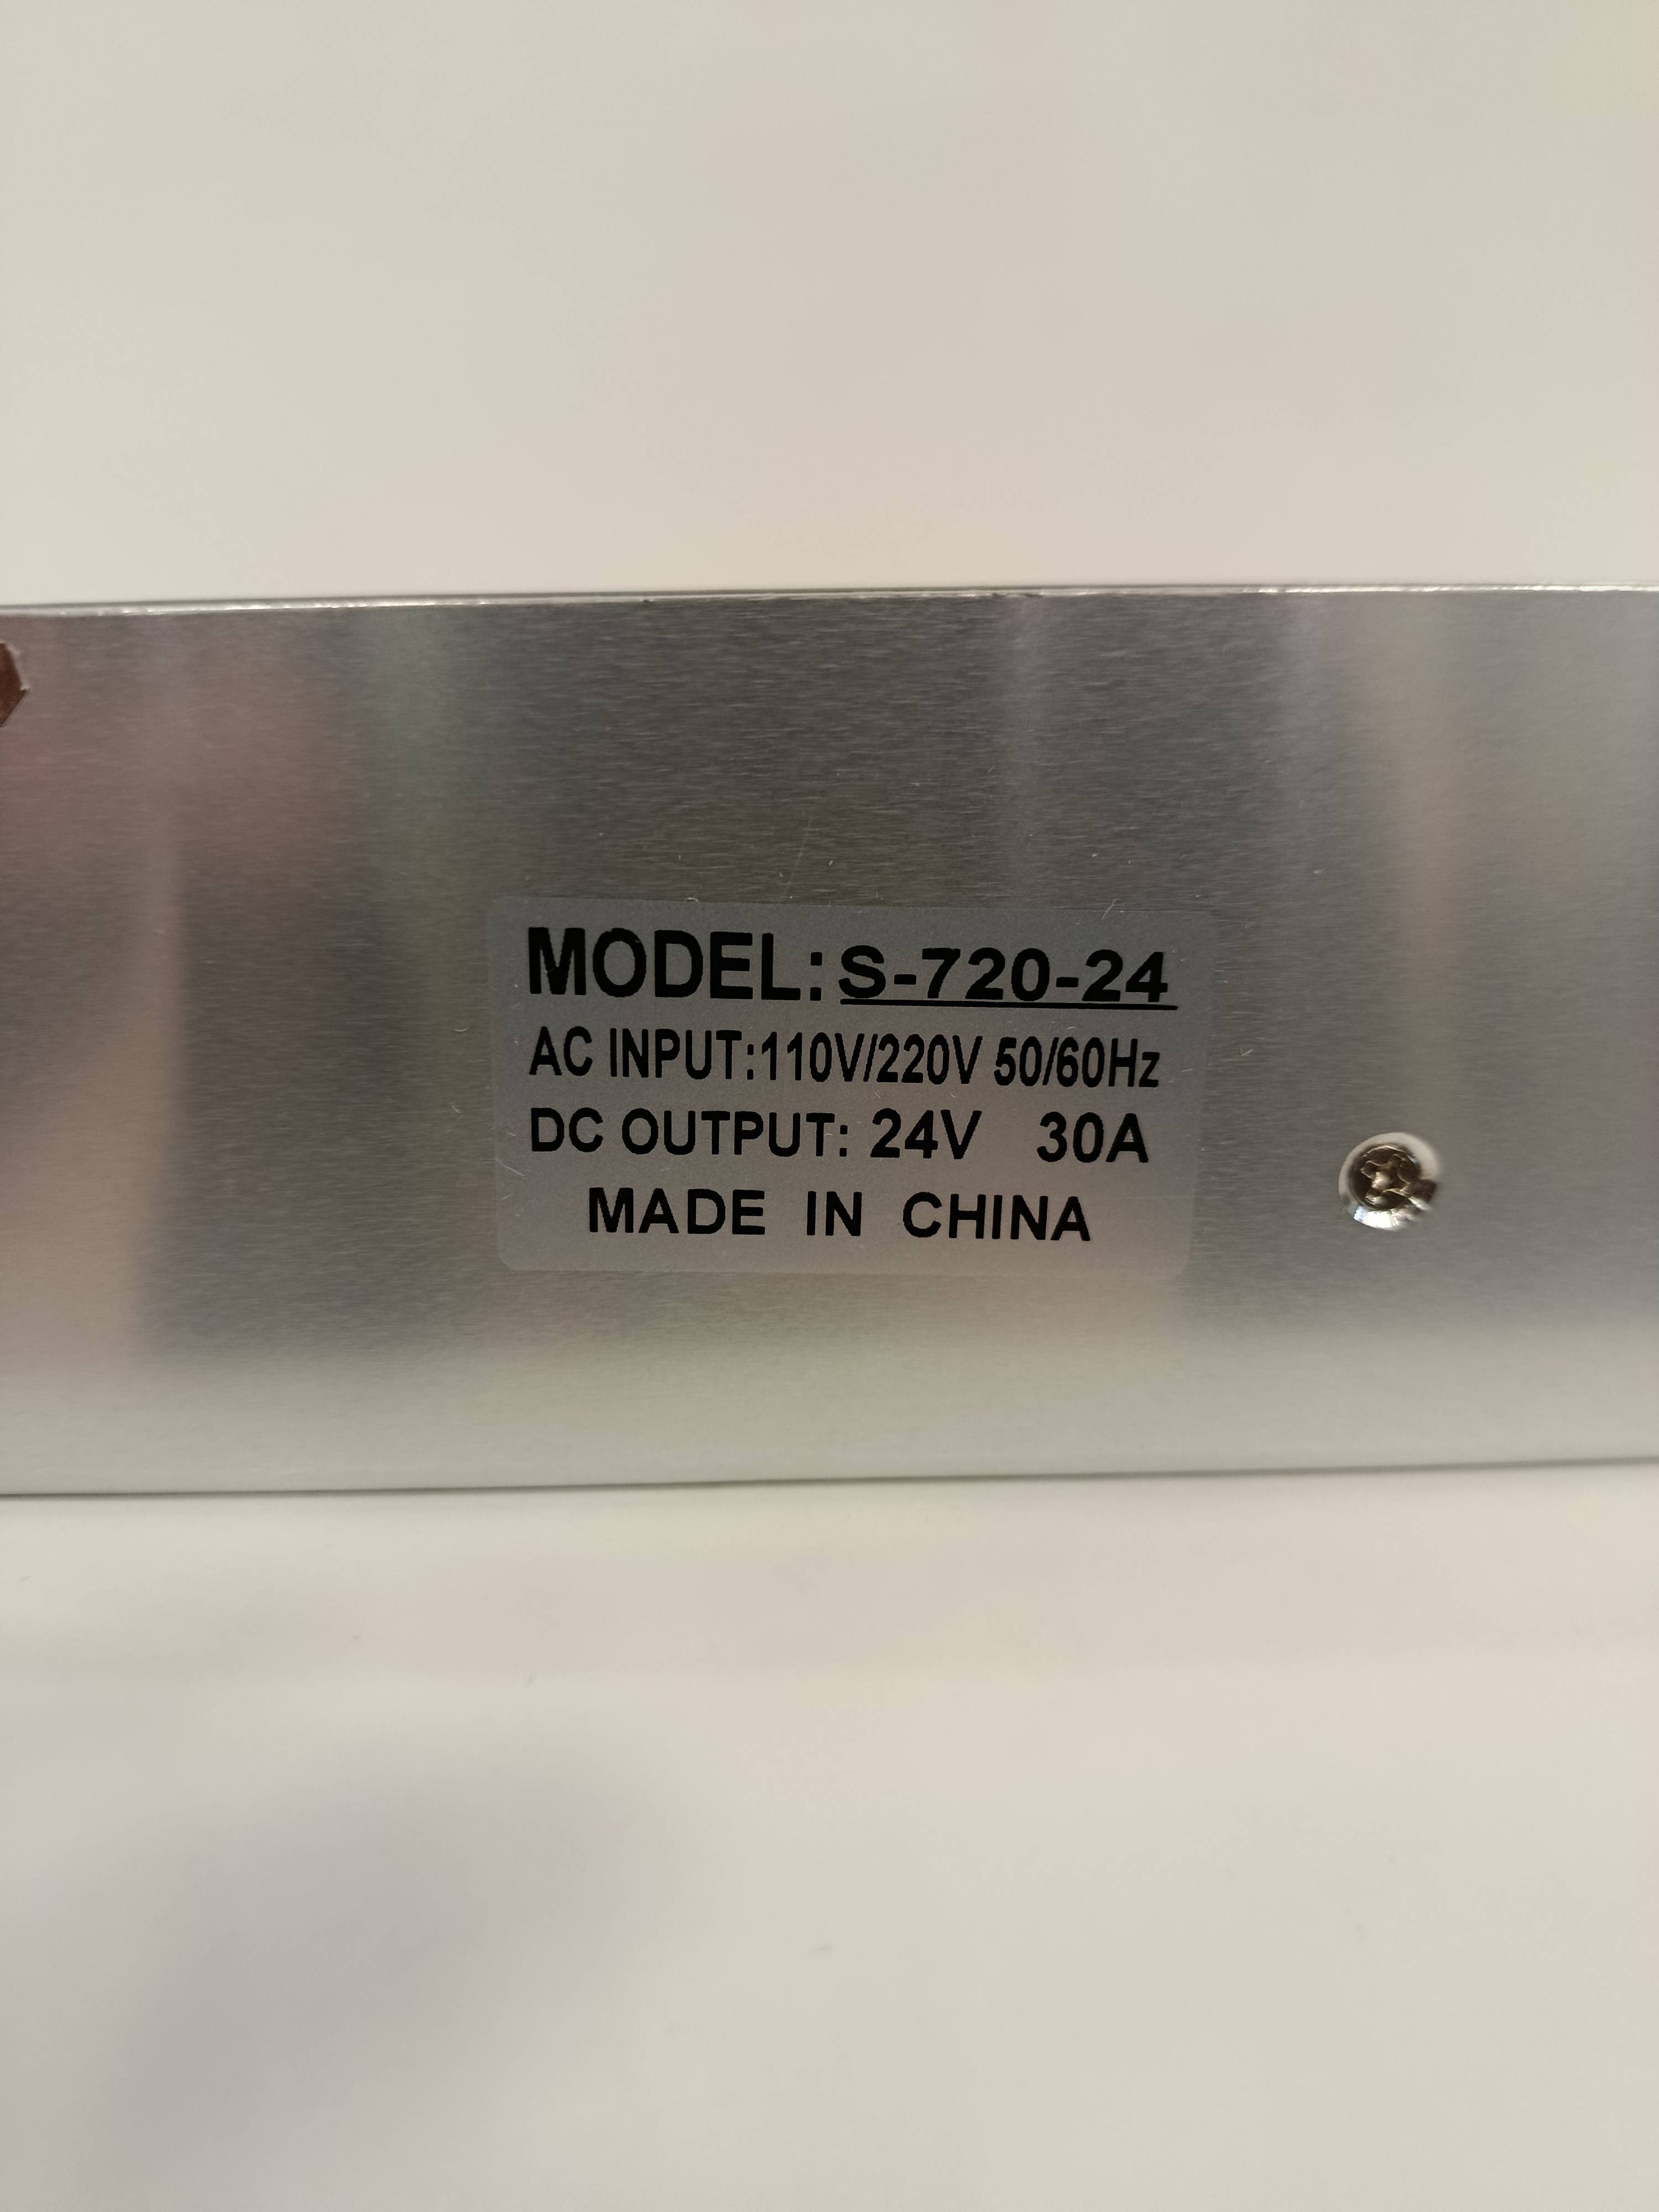 MODEL: S-720-24
AC INPUT:110V/220V 50/60Hz
DC OUTPUT: 24V 30A
MADE IN CHINA